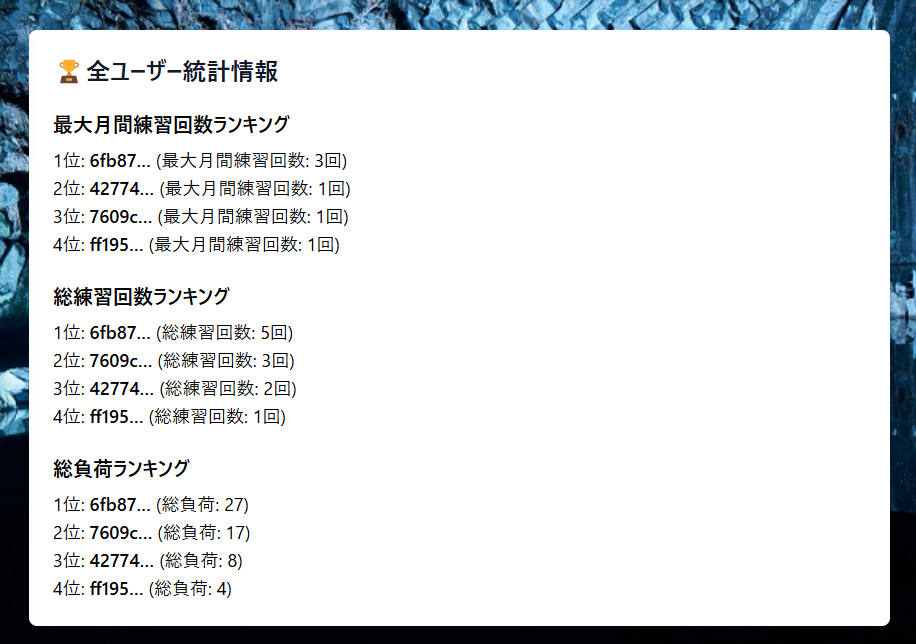 🏆 全ユーザー統計情報
最大月間練習回数ランキング
1位: 6fb87... (最大月間練習回数: 3回)
2位: 42774... (最大月間練習回数: 1回)
3位: 7609c... (最大月間練習回数: 1回)
4位: ff195... (最大月間練習回数: 1回)
総練習回数ランキング
1位: 6fb87... (総練習回数: 5回)
2位: 7609c... (総練習回数: 3回)
3位: 42774... (総練習回数: 2回)
4位: ff195... (総練習回数: 1回)
総負荷ランキング
1位: 6fb87... (総負荷: 27)
2位: 7609c... (総負荷: 17)
3位: 42774... (総負荷: 8)
4位: ff195... (総負荷: 4)